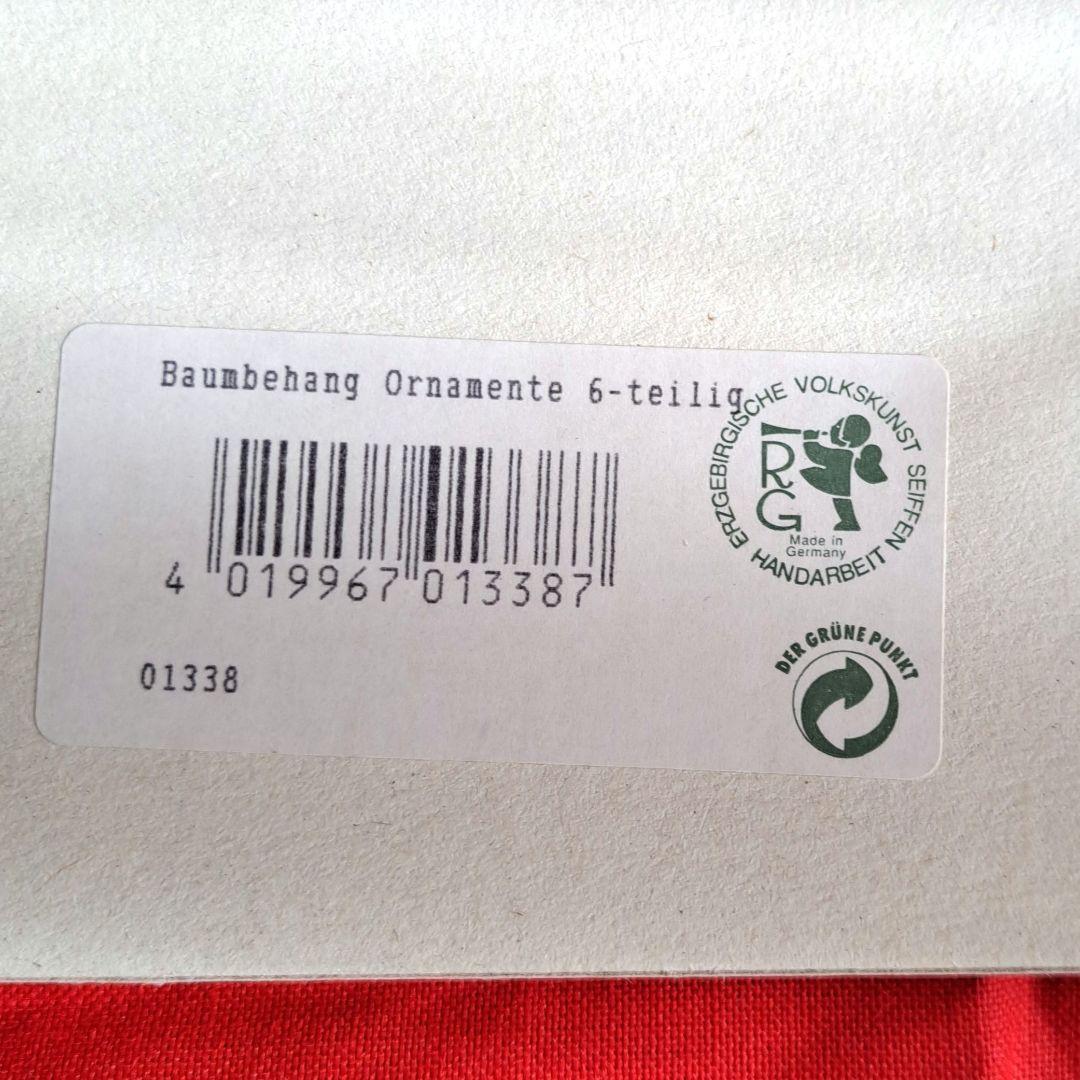 Baumbehang Ornamente 6-teilig
4 019967 013387
01338
ERZGEBIRGISCHE VOLKSKUNST SEIFFEN
HANDARBEIT
RG
Made in
Germany
DER GRÜNE PUNKT